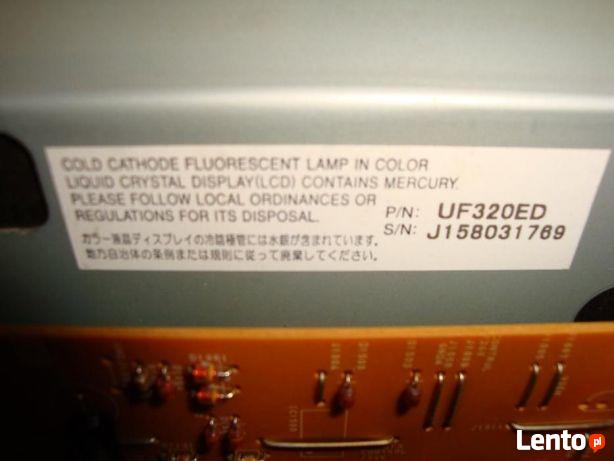 COLD CATHODE FLUORESCENT LAMP IN COLOR
LIQUID CRYSTAL DISPLAY(LCD) CONTAINS MERCURY.
PLEASE FOLLOW LOCAL ORDINANCES OR
REGULATIONS FOR ITS DISPOSAL.
P/N: UF320ED
S/N: J158031769
カラー液晶ディスプレイの冷陰極管には水銀が含まれています。
地方自治体の条例または規則に従って廃棄してください。
Lento.pl